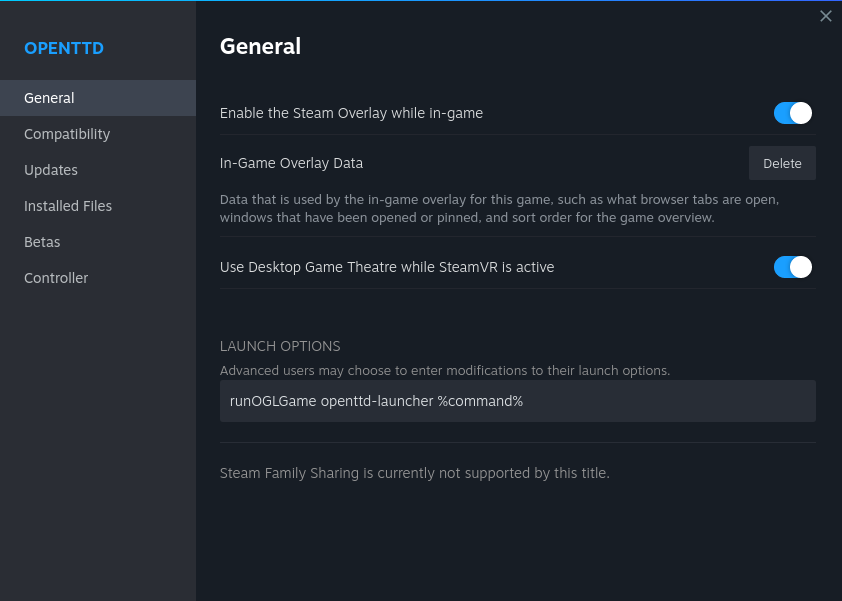 OPENTTD
General
Compatibility
Updates
Installed Files
Betas
Controller
General
Enable the Steam Overlay while in-game
In-Game Overlay Data
Delete
Data that is used by the in-game overlay for this game, such as what browser tabs are open,
windows that have been opened or pinned, and sort order for the game overview.
Use Desktop Game Theatre while SteamVR is active
LAUNCH OPTIONS
Advanced users may choose to enter modifications to their launch options.
runOGLGame openttd-launcher %command%
Steam Family Sharing is currently not supported by this title.